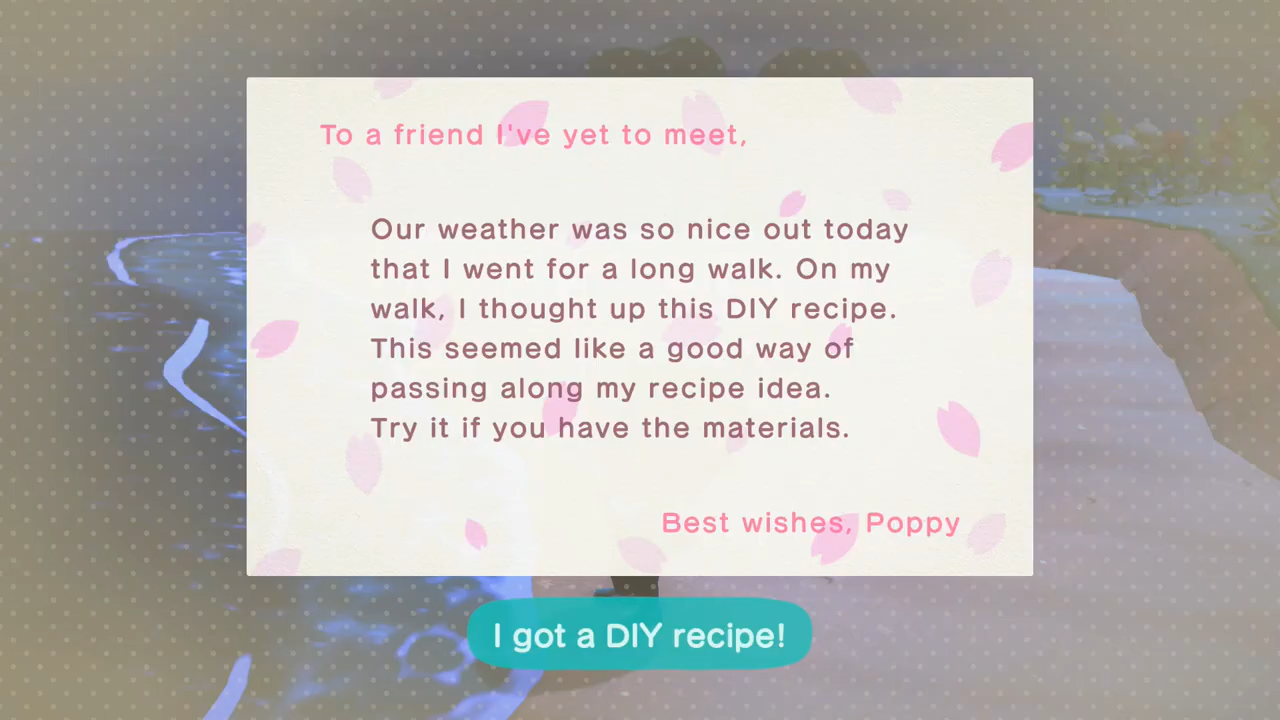 To a friend I've yet to meet,
Our weather was so nice out today
that I went for a long walk. On my
walk, I thought up this DIY recipe.
This seemed like a good way of
passing along my recipe idea.
Try it if you have the materials.
Best wishes, Poppy
I got a DIY recipe!